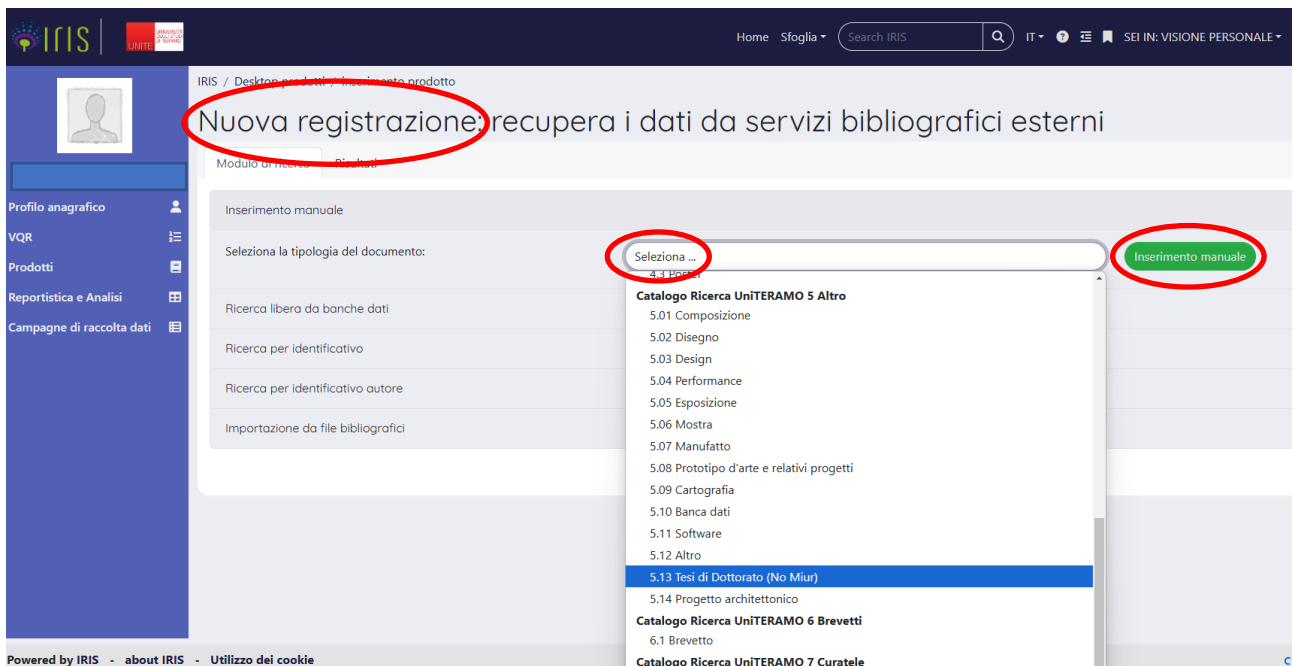 IRIS
UNITE
UNIVERSITÀ DEGLI STUDI DI TERAMO
Home Sfoglia Search IRIS IT SEI IN: VISIONE PERSONALE
IRIS / Desktop prodotti / Inserimento prodotto
Nuova registrazione: recupera i dati da servizi bibliografici esterni
Modulo di ricerca Risultati
Profilo anagrafico
VQR
Prodotti
Reportistica e Analisi
Campagne di raccolta dati
Inserimento manuale
Seleziona la tipologia del documento: Seleziona ... Inserimento manuale
Ricerca libera da banche dati
Ricerca per identificativo
Ricerca per identificativo autore
Importazione da file bibliografici
4.3 Poster
Catalogo Ricerca UniTERAMO 5 Altro
5.01 Composizione
5.02 Disegno
5.03 Design
5.04 Performance
5.05 Esposizione
5.06 Mostra
5.07 Manufatto
5.08 Prototipo d'arte e relativi progetti
5.09 Cartografia
5.10 Banca dati
5.11 Software
5.12 Altro
5.13 Tesi di Dottorato (No Miur)
5.14 Progetto architettonico
Catalogo Ricerca UniTERAMO 6 Brevetti
6.1 Brevetto
Catalogo Ricerca UniTERAMO 7 Curatele
Powered by IRIS - about IRIS - Utilizzo dei cookie